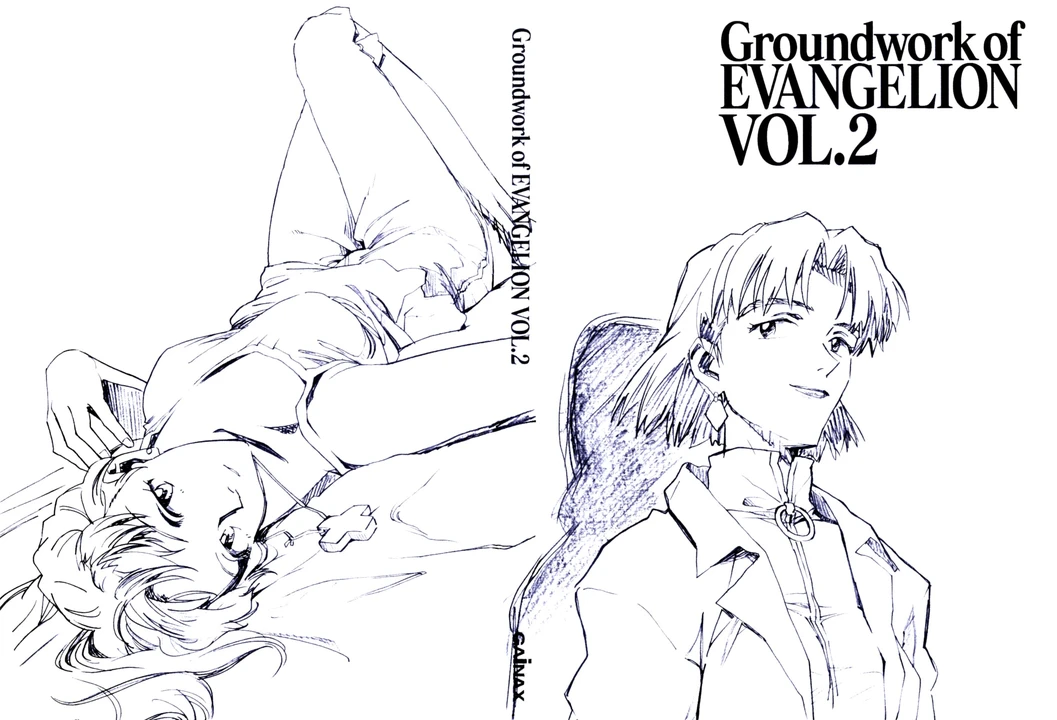 Groundwork of
EVANGELION
VOL.2
Groundwork of EVANGELION VOL.2
GAINAX